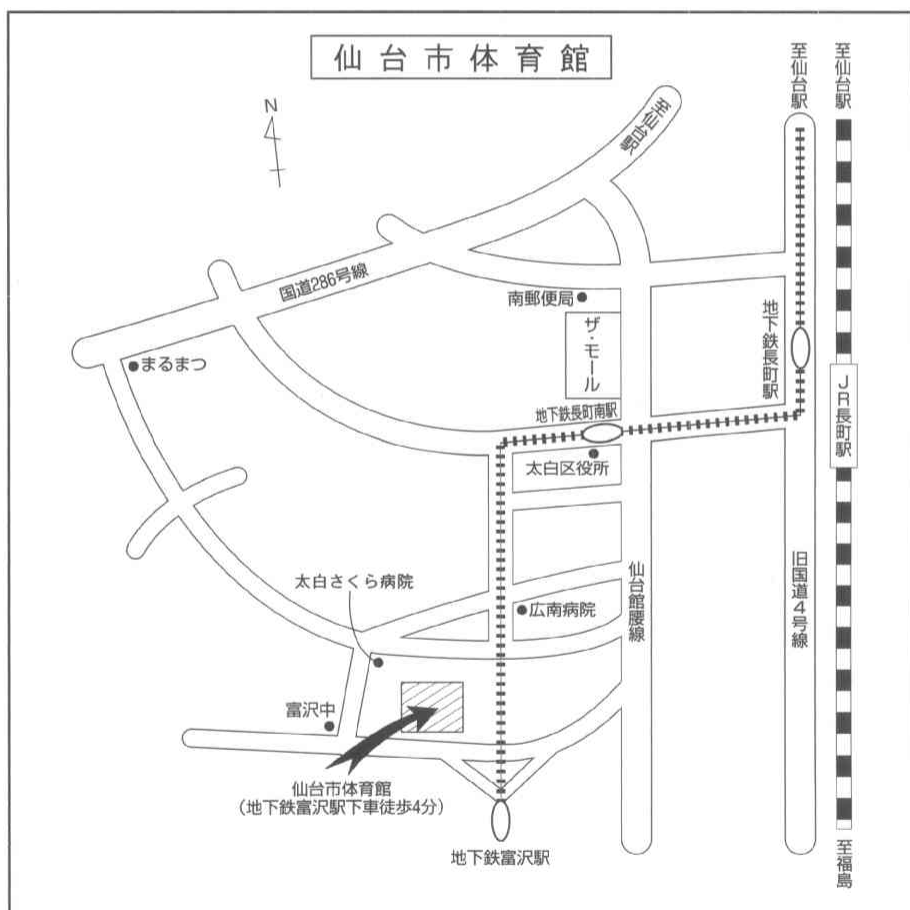 仙台市体育館
N
至仙台駅
至仙台駅
至仙台駅
国道286号線
南郵便局
ザ・モール
地下鉄長町駅
まるまつ
JR長町駅
地下鉄長町南駅
太白区役所
太白さくら病院
広南病院
仙台館腰線
旧国道4号線
富沢中
仙台市体育館
(地下鉄富沢駅下車徒歩4分)
地下鉄富沢駅
至福島